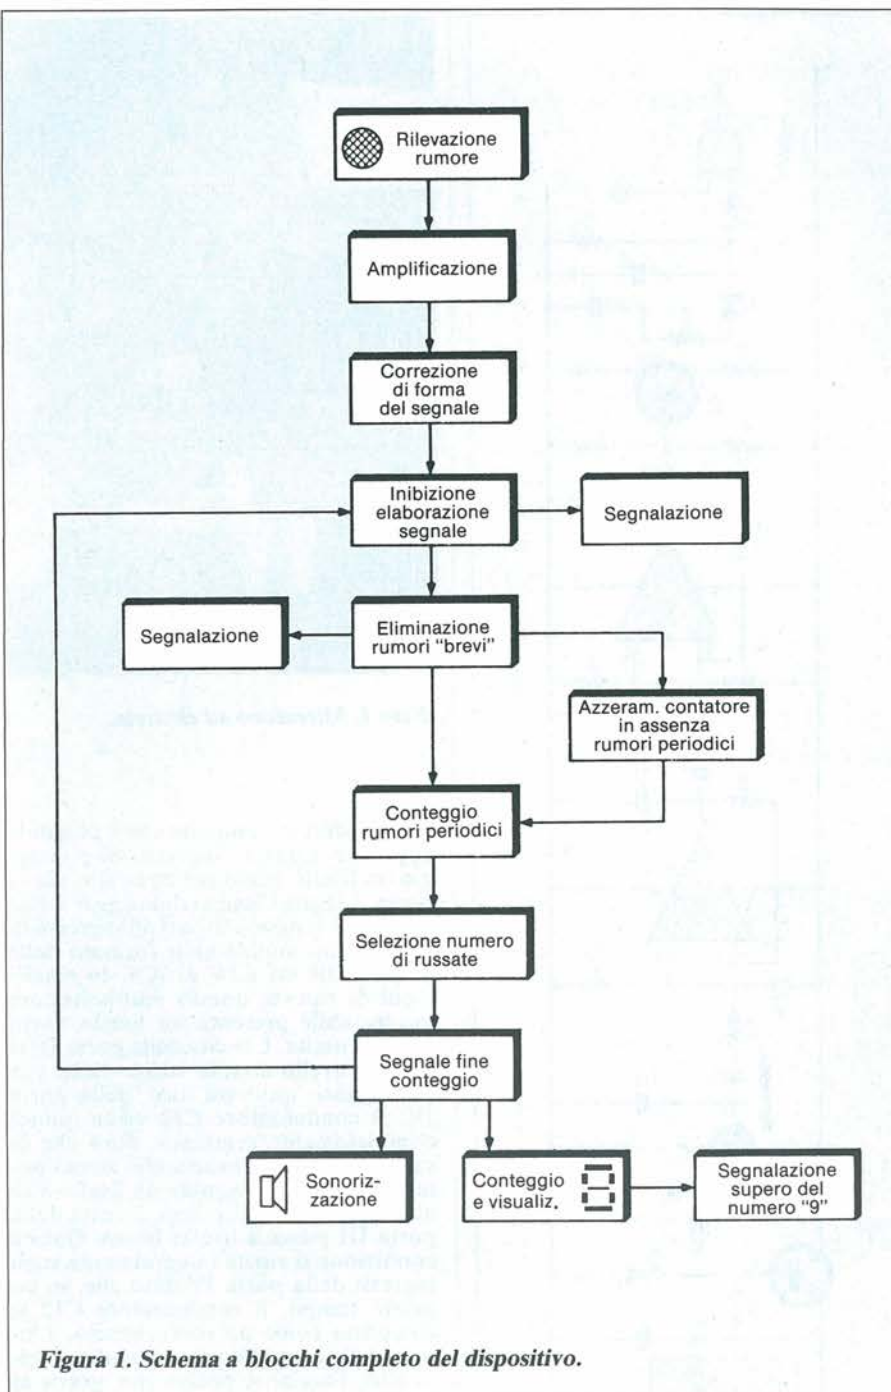 Rilevazione
rumore
Amplificazione
Correzione
di forma
del segnale
Inibizione
elaborazione
segnale
Segnalazione
Segnalazione
Eliminazione
rumori "brevi"
Azzeram. contatore
in assenza
rumori periodici
Conteggio
rumori periodici
Selezione numero
di russate
Segnale fine
conteggio
Sonoriz-
zazione
Conteggio
e visualiz.
Segnalazione
supero del
numero "9"
Figura 1. Schema a blocchi completo del dispositivo.